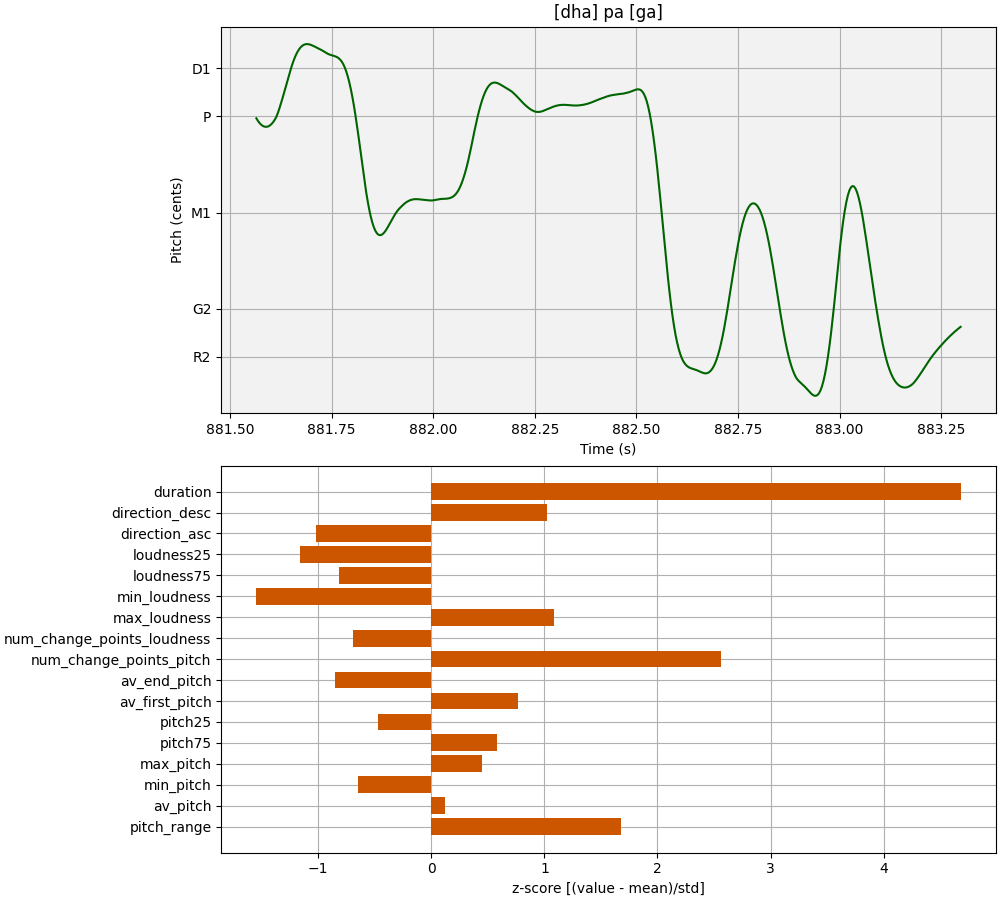 [dha] pa [ga]
D1
P
M1
G2
R2
Pitch (cents)
881.50 881.75 882.00 882.25 882.50 882.75 883.00 883.25
Time (s)
duration
direction_desc
direction_asc
loudness25
loudness75
min_loudness
max_loudness
num_change_points_loudness
num_change_points_pitch
av_end_pitch
av_first_pitch
pitch25
pitch75
max_pitch
min_pitch
av_pitch
pitch_range
−1 0 1 2 3 4
z-score [(value - mean)/std]